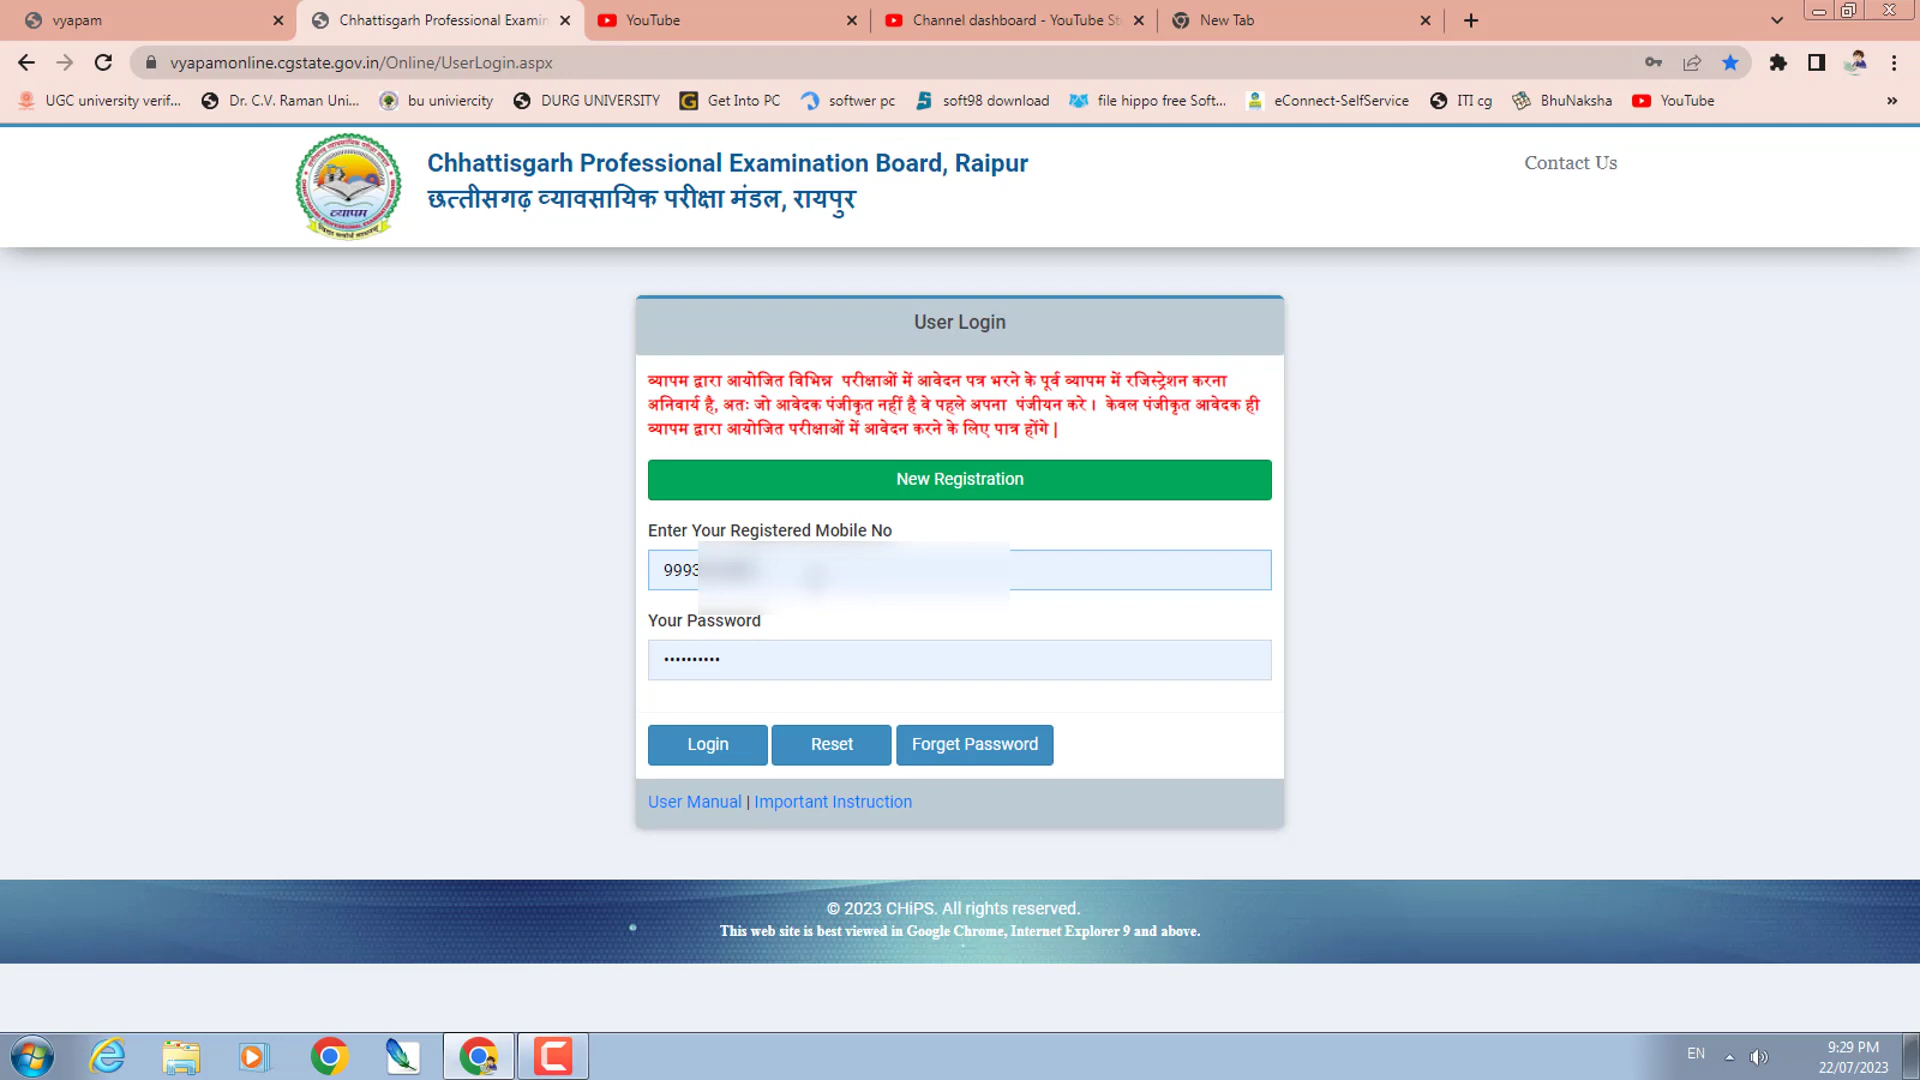 vyapam
Chhattisgarh Professional Examin
YouTube
Channel dashboard - YouTube St
New Tab
vyapamonline.cgstate.gov.in/Online/UserLogin.aspx
UGC university verif...
Dr. C.V. Raman Uni...
bu univiercity
DURG UNIVERSITY
Get Into PC
softwer pc
soft98 download
file hippo free Soft...
eConnect-SelfService
ITI cg
BhuNaksha
YouTube
»
Chhattisgarh Professional Examination Board, Raipur
छत्तीसगढ़ व्यावसायिक परीक्षा मंडल, रायपुर
व्यापम
Contact Us
User Login
व्यापम द्वारा आयोजित विभिन्न परीक्षाओं में आवेदन पत्र भरने के पूर्व व्यापम में रजिस्ट्रेशन करना
अनिवार्य है, अतः जो आवेदक पंजीकृत नहीं है वे पहले अपना पंजीयन करे । केवल पंजीकृत आवेदक ही
व्यापम द्वारा आयोजित परीक्षाओं में आवेदन करने के लिए पात्र होंगे |
New Registration
Enter Your Registered Mobile No
9993
Your Password
••••••••••
Login
Reset
Forget Password
User Manual | Important Instruction
© 2023 CHiPS. All rights reserved.
This web site is best viewed in Google Chrome, Internet Explorer 9 and above.
EN
9:29 PM
22/07/2023